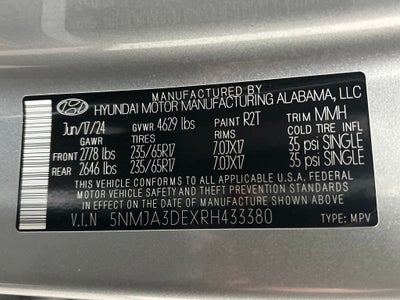 MANUFACTURED BY
HYUNDAI MOTOR MANUFACTURING ALABAMA, LLC
Jun/17/24 GVWR 4629 lbs PAINT R2T TRIM MMH
GAWR TIRES RIMS COLD TIRE INFLATION
FRONT 2778 lbs 235/65R17 7.0JX17 35 psi SINGLE
REAR 2646 lbs 235/65R17 7.0JX17 35 psi SINGLE
THIS VEHICLE CONFORMS TO ALL APPLICABLE U.S.A. FEDERAL
MOTOR VEHICLE SAFETY AND THEFT PREVENTION STANDARDS
IN EFFECT ON THE DATE OF MANUFACTURE SHOWN ABOVE.
V.I.N 5NMJA3DEXRH433380 TYPE: MPV